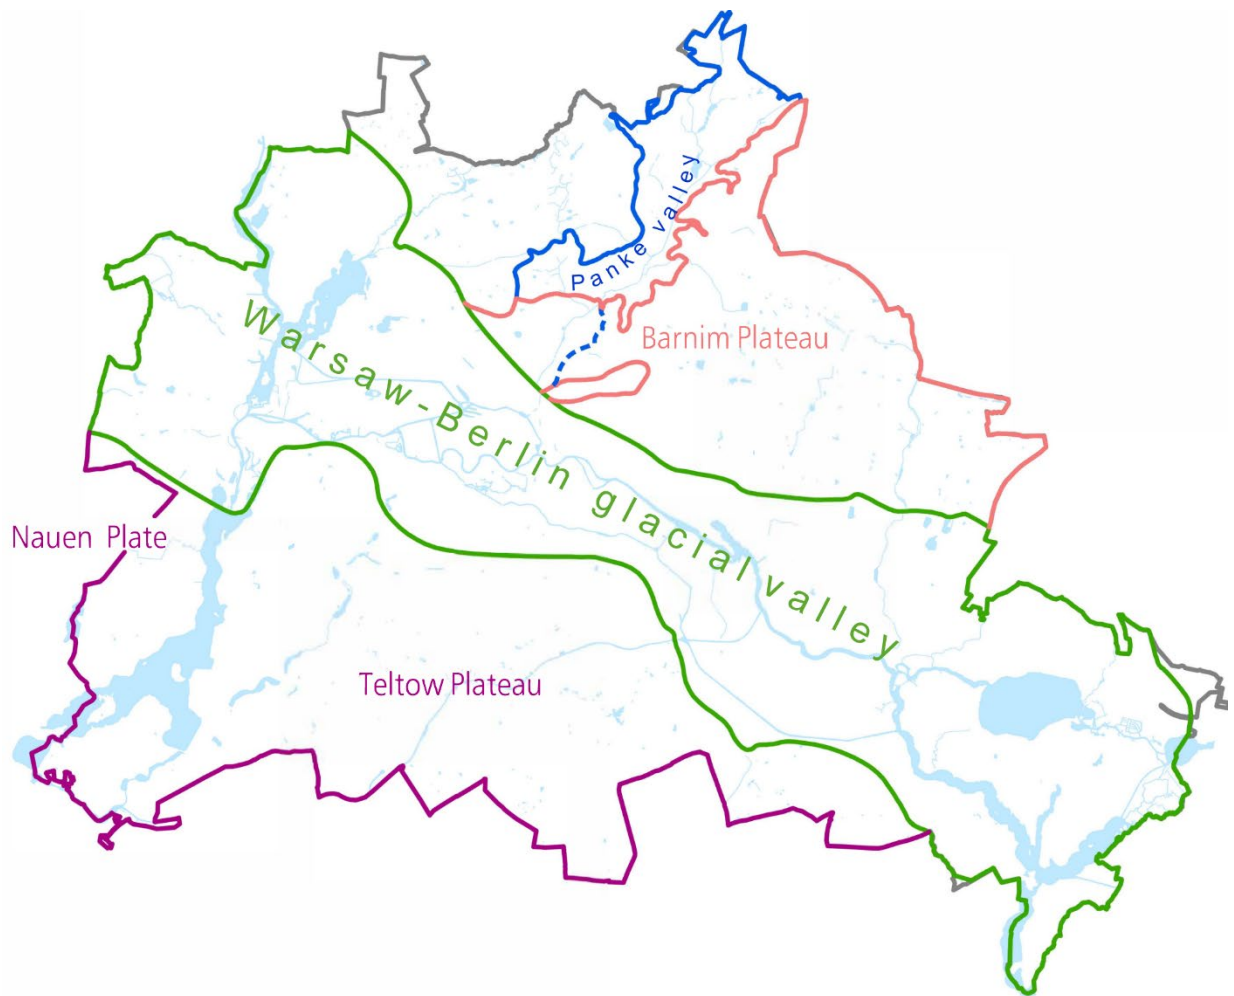 Panke valley
Warsaw-Berlin glacial valley
Barnim Plateau
Nauen Plate
Teltow Plateau